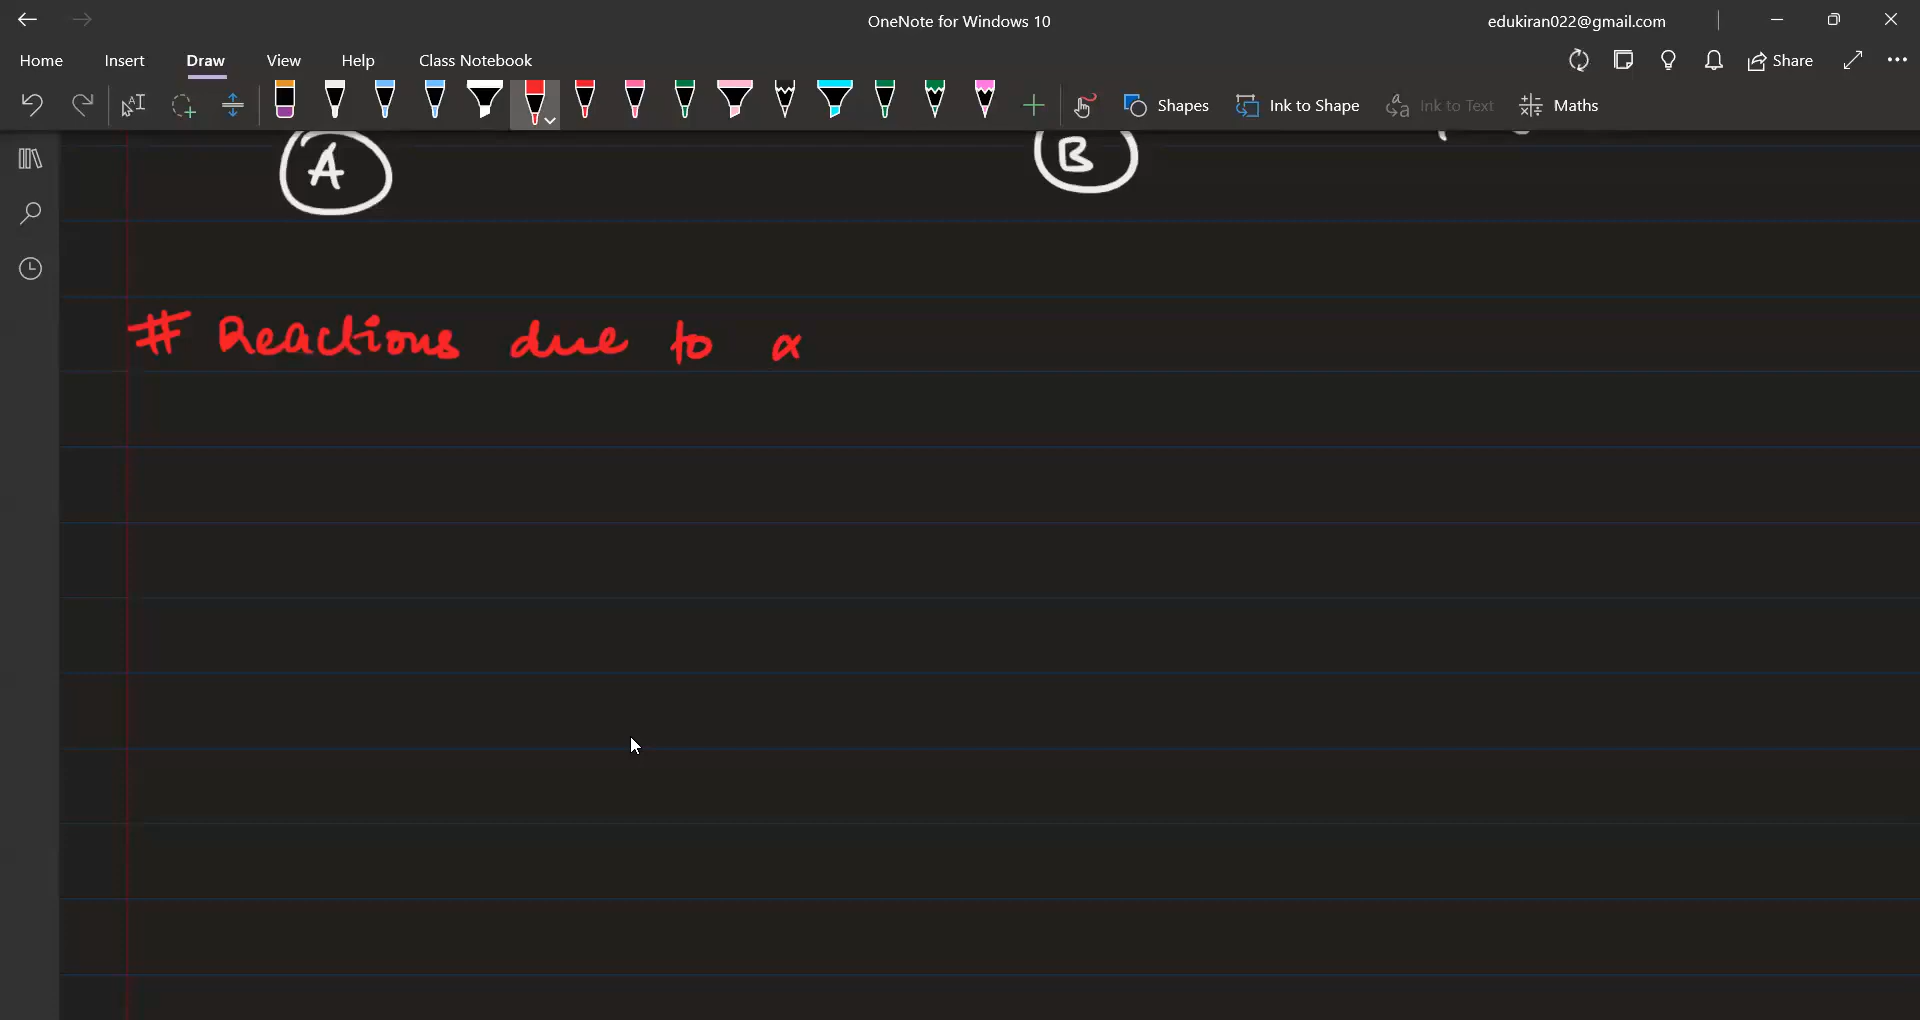 OneNote for Windows 10
edukiran022@gmail.com
Home Insert Draw View Help Class Notebook
Share
Shapes Ink to Shape Ink to Text Maths
A B
# Reactions due to α